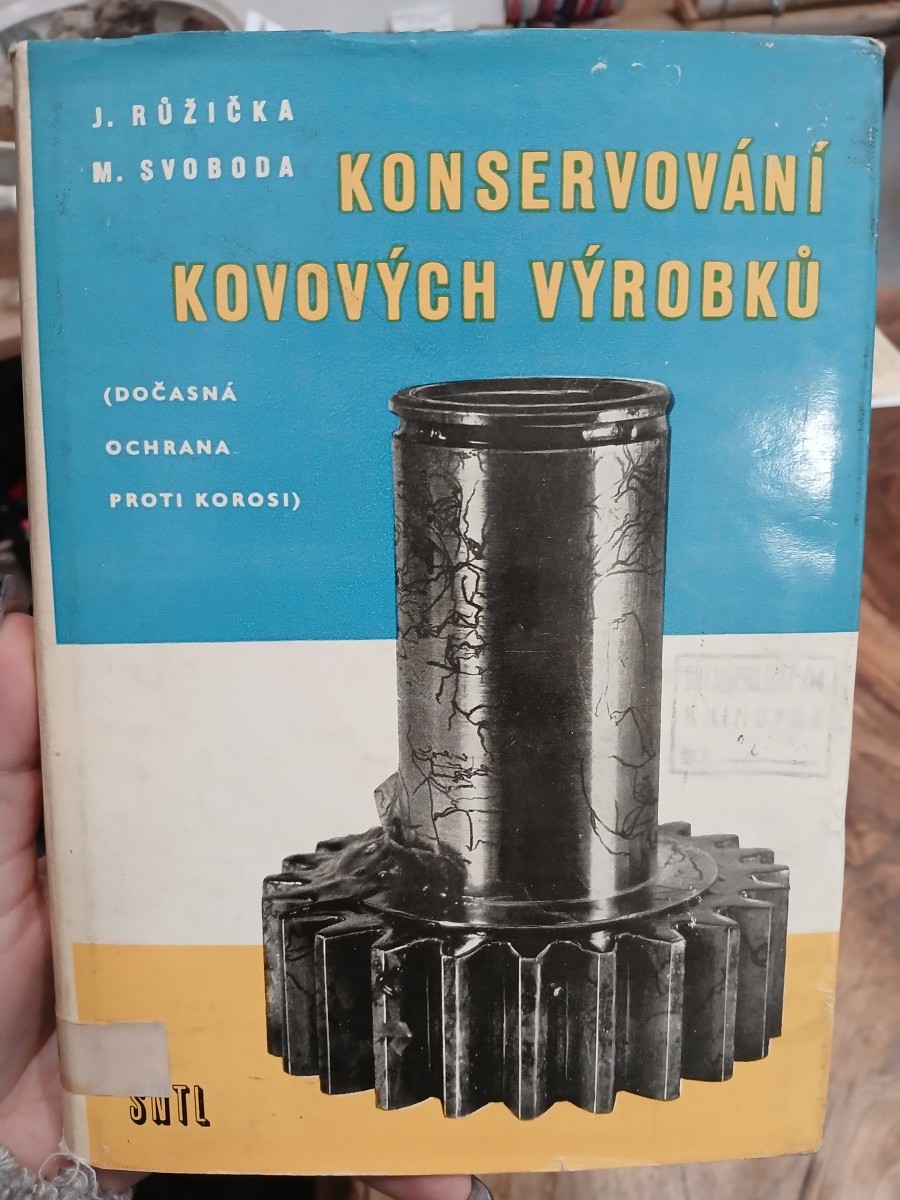 J. RŮŽIČKA
M. SVOBODA
KONSERVOVÁNÍ
KOVOVÝCH VÝROBKŮ
(DOČASNÁ
OCHRANA
PROTI KOROSI)
SNTL